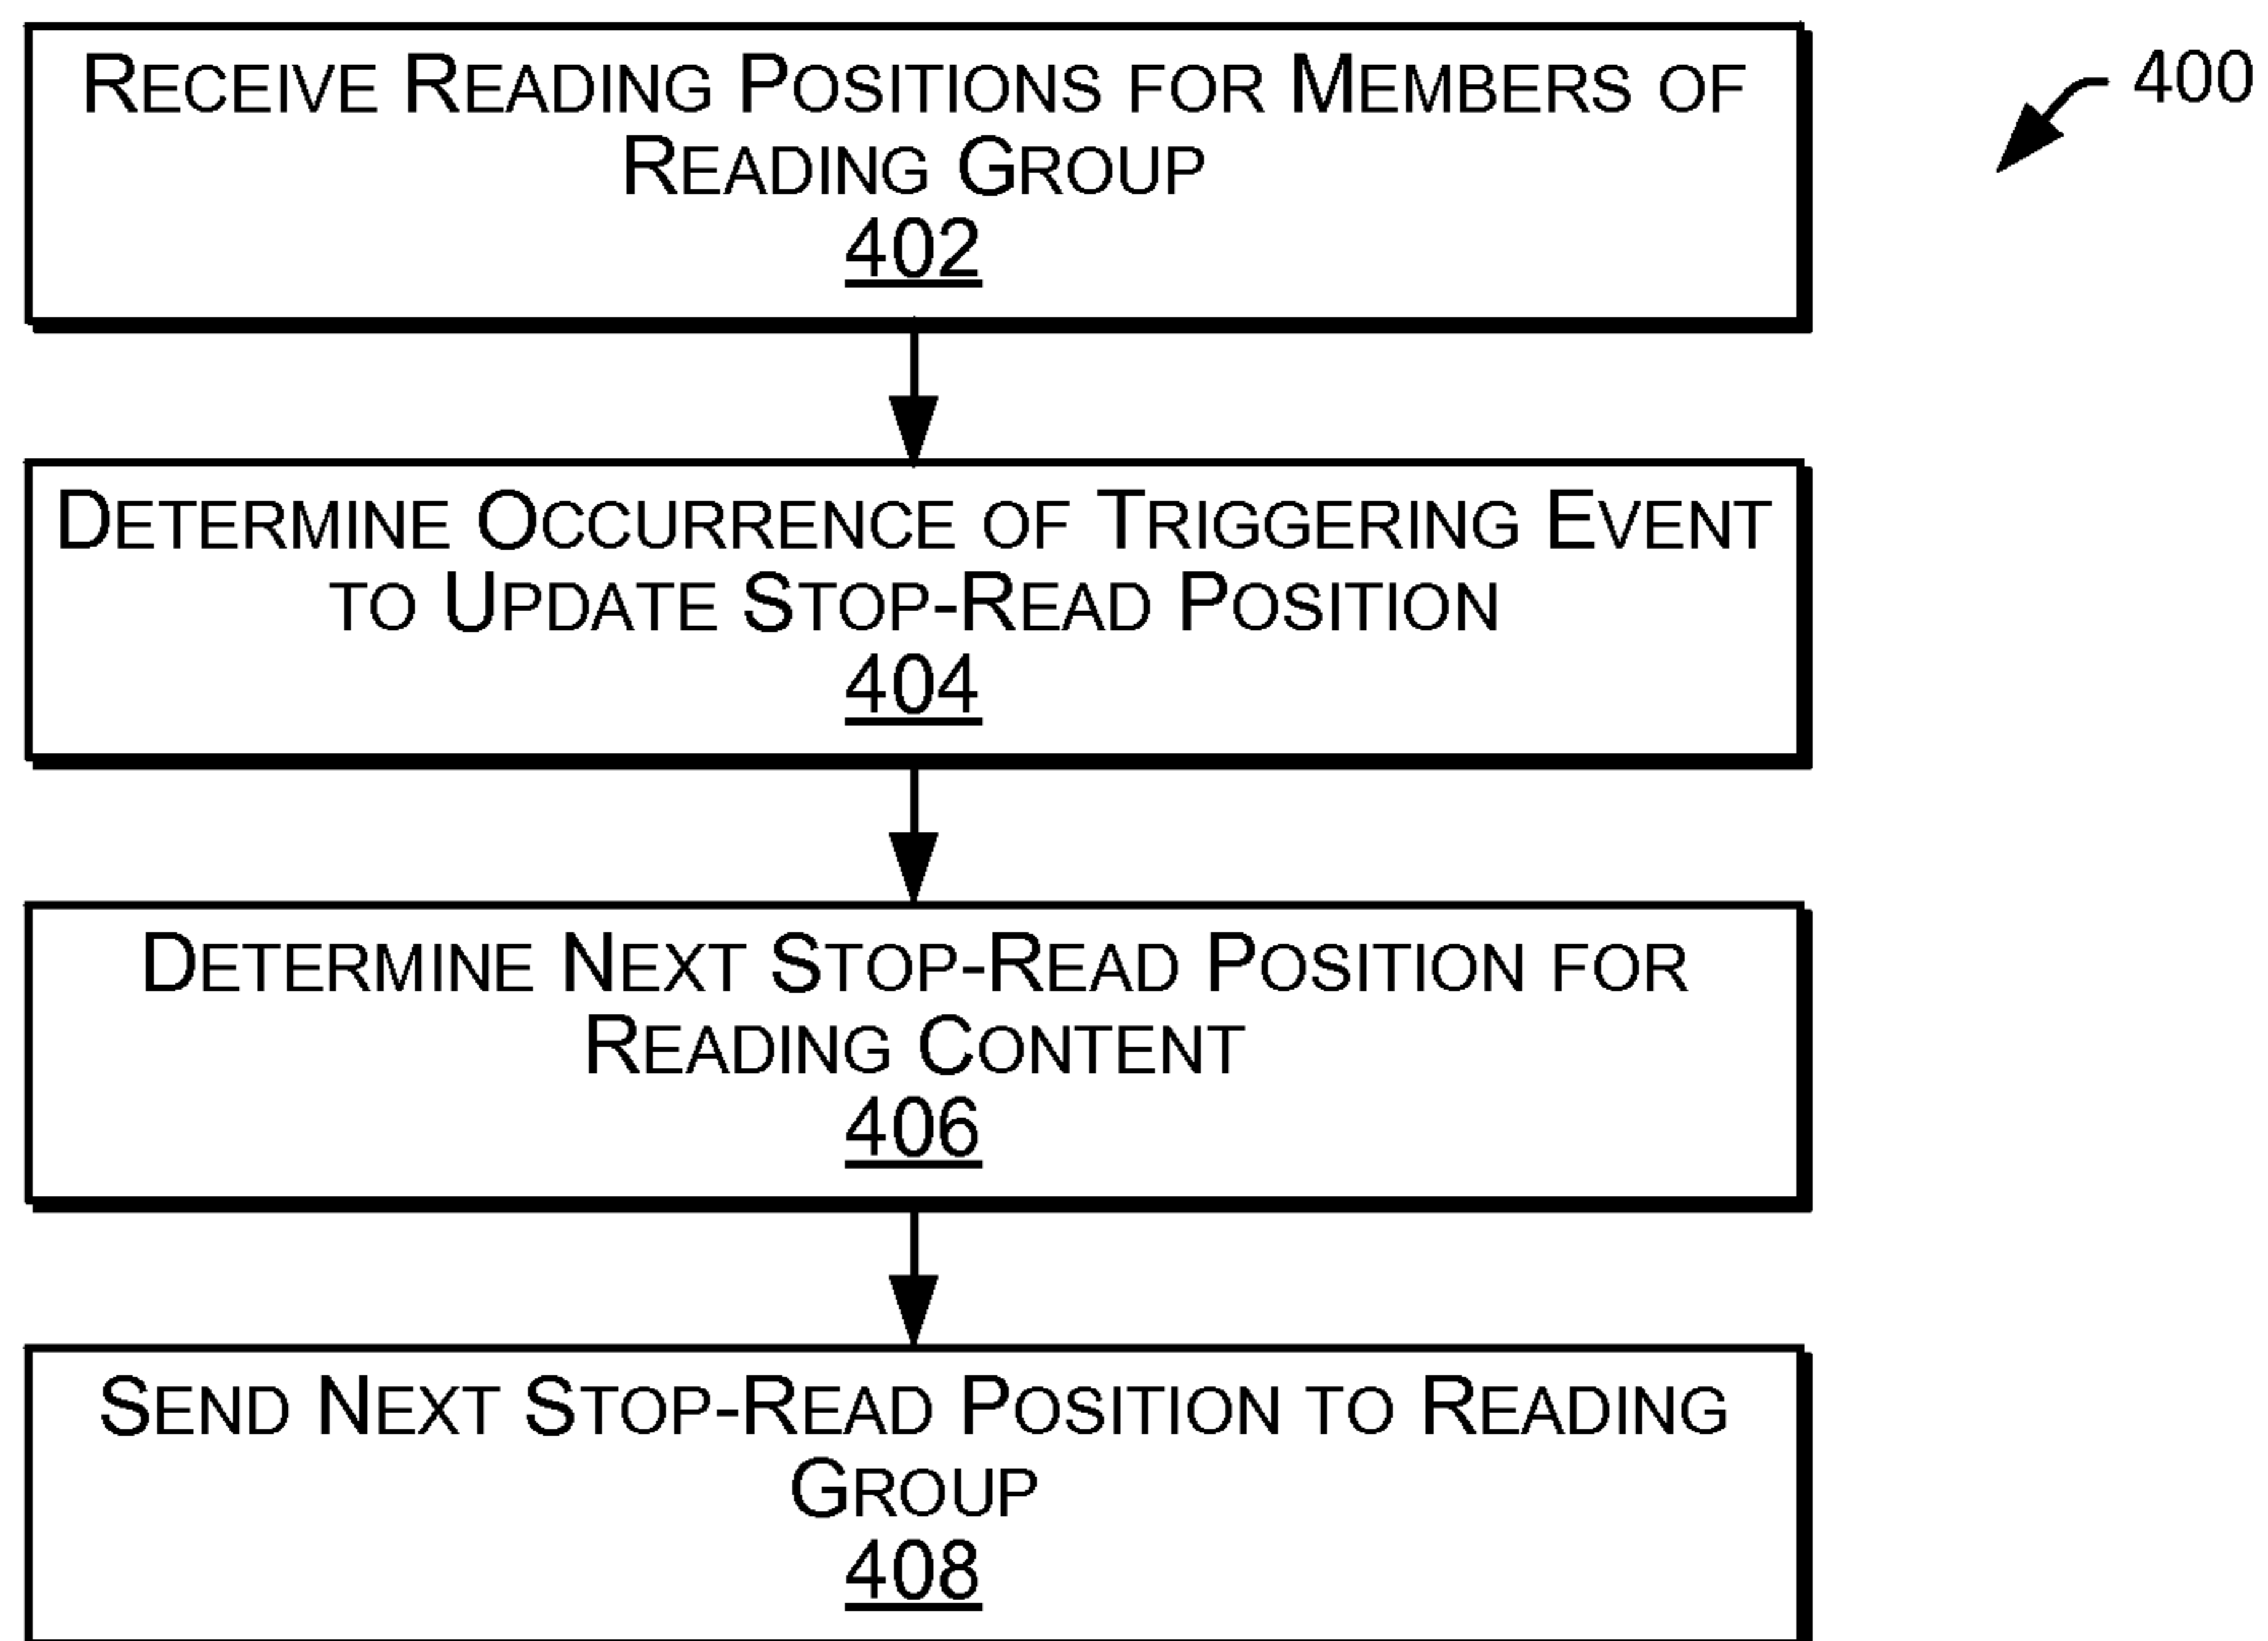 RECEIVE READING POSITIONS FOR MEMBERS OF
READING GROUP
402
400
DETERMINE OCCURRENCE OF TRIGGERING EVENT
TO UPDATE STOP-READ POSITION
404
DETERMINE NEXT STOP-READ POSITION FOR
READING CONTENT
406
SEND NEXT STOP-READ POSITION TO READING
GROUP
408